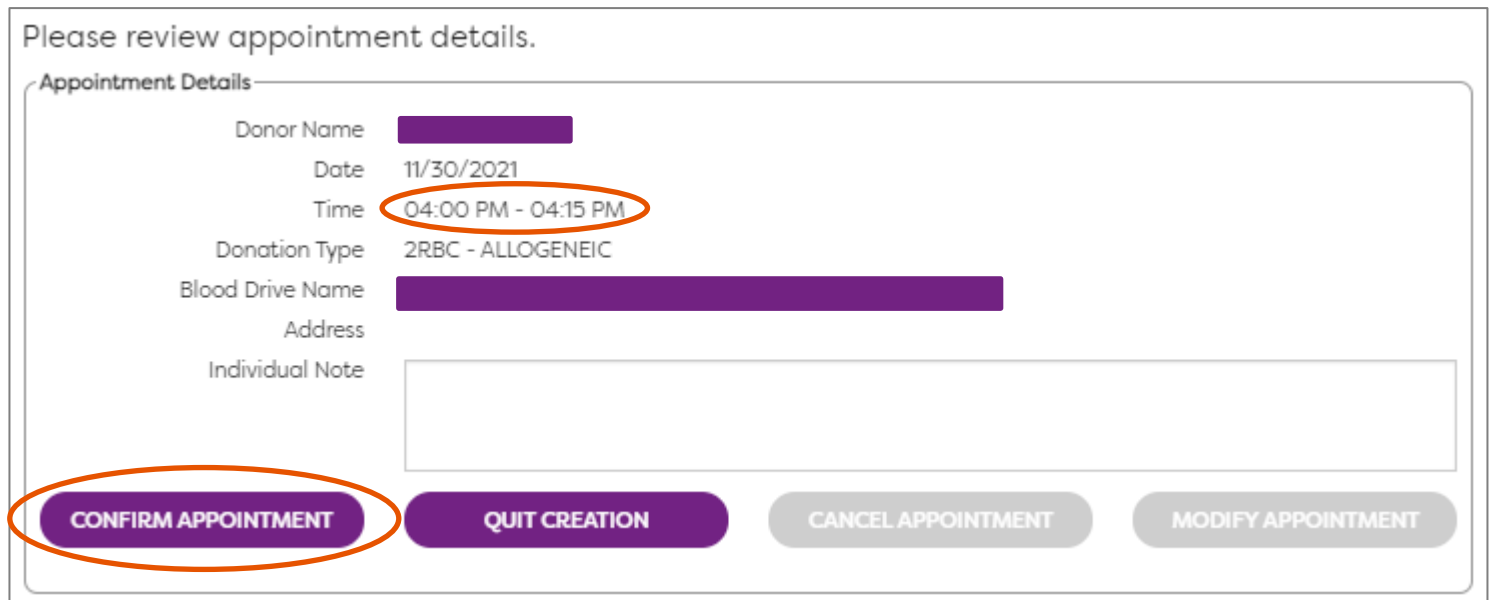 Please review appointment details.
Appointment Details
Donor Name
Date 11/30/2021
Time 04:00 PM - 04:15 PM
Donation Type 2RBC - ALLOGENEIC
Blood Drive Name
Address
Individual Note
CONFIRM APPOINTMENT QUIT CREATION CANCEL APPOINTMENT MODIFY APPOINTMENT